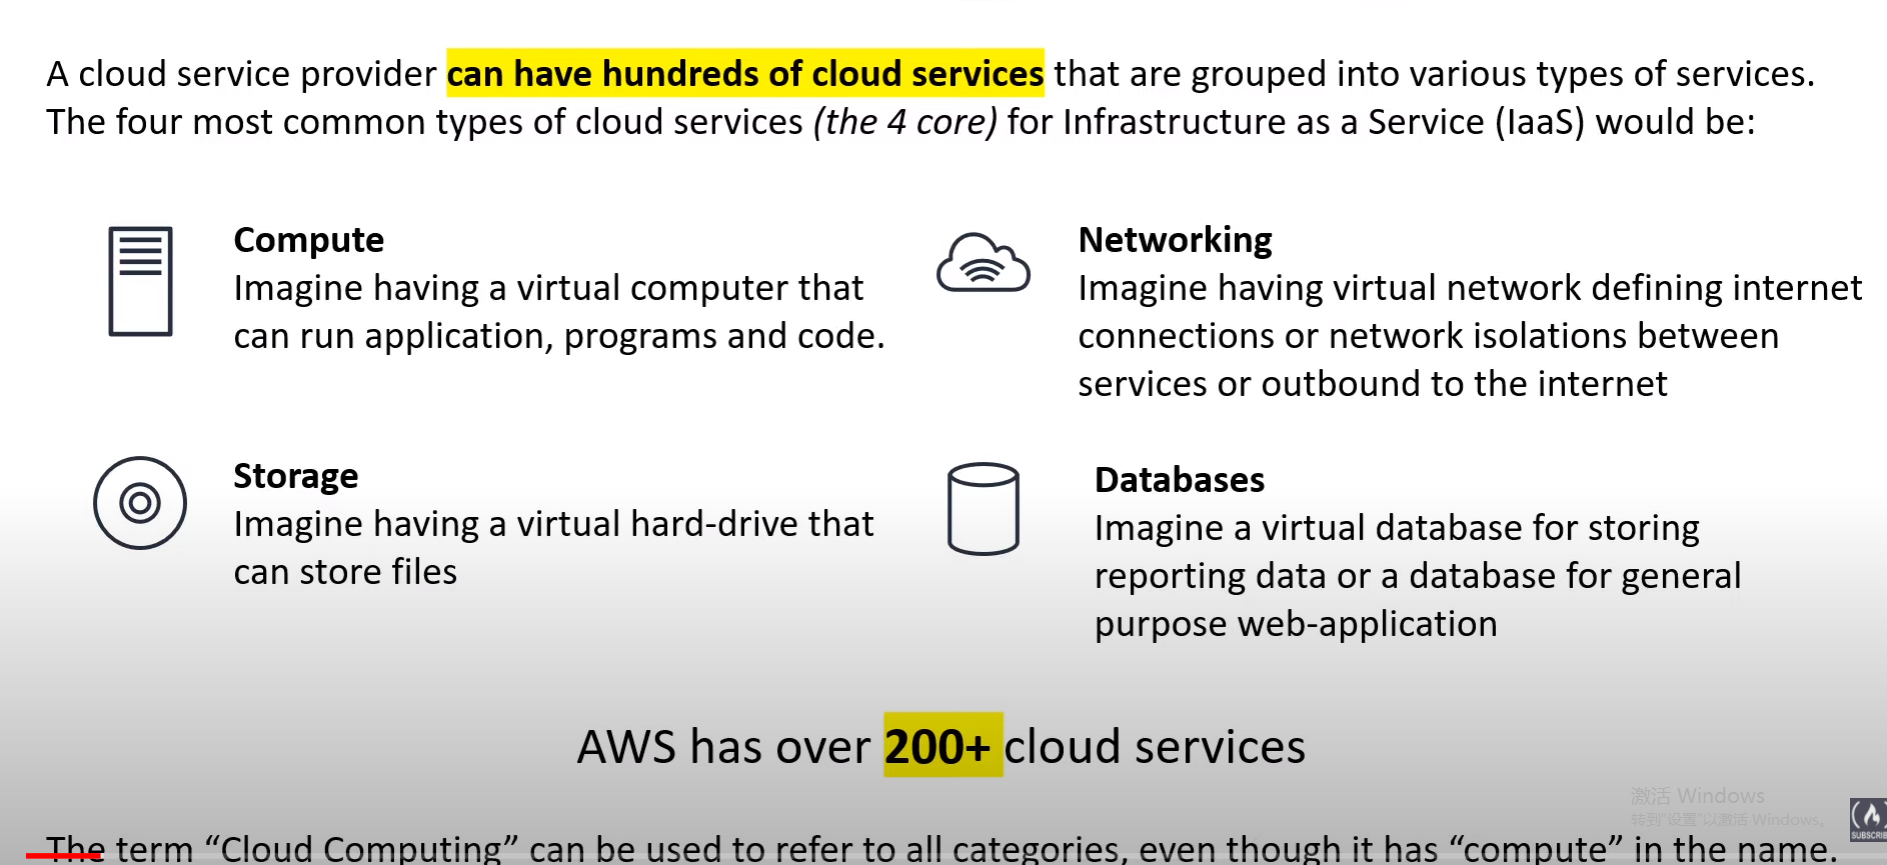 A cloud service provider can have hundreds of cloud services that are grouped into various types of services.
The four most common types of cloud services (the 4 core) for Infrastructure as a Service (IaaS) would be:
Compute
Imagine having a virtual computer that
can run application, programs and code.
Networking
Imagine having virtual network defining internet
connections or network isolations between
services or outbound to the internet
Storage
Imagine having a virtual hard-drive that
can store files
Databases
Imagine a virtual database for storing
reporting data or a database for general
purpose web-application
AWS has over 200+ cloud services
激活 Windows
转到"设置"以激活 Windows。
SUBSCRIBE
The term “Cloud Computing” can be used to refer to all categories, even though it has “compute” in the name.